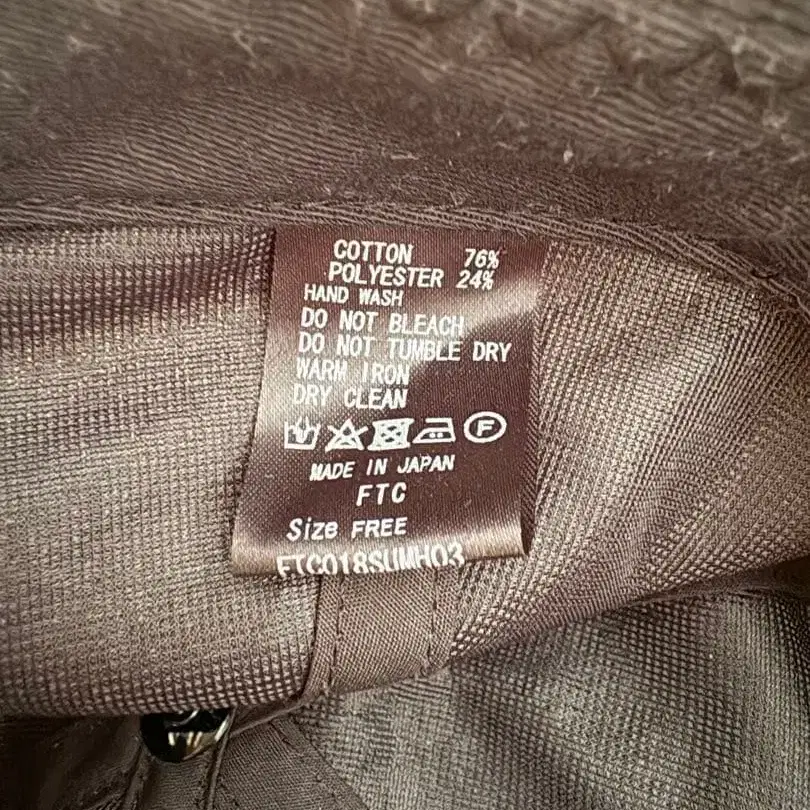 COTTON 76%
POLYESTER 24%
HAND WASH
DO NOT BLEACH
DO NOT TUMBLE DRY
WARM IRON
DRY CLEAN
F
MADE IN JAPAN
FTC
Size FREE
FTC018SUMH03